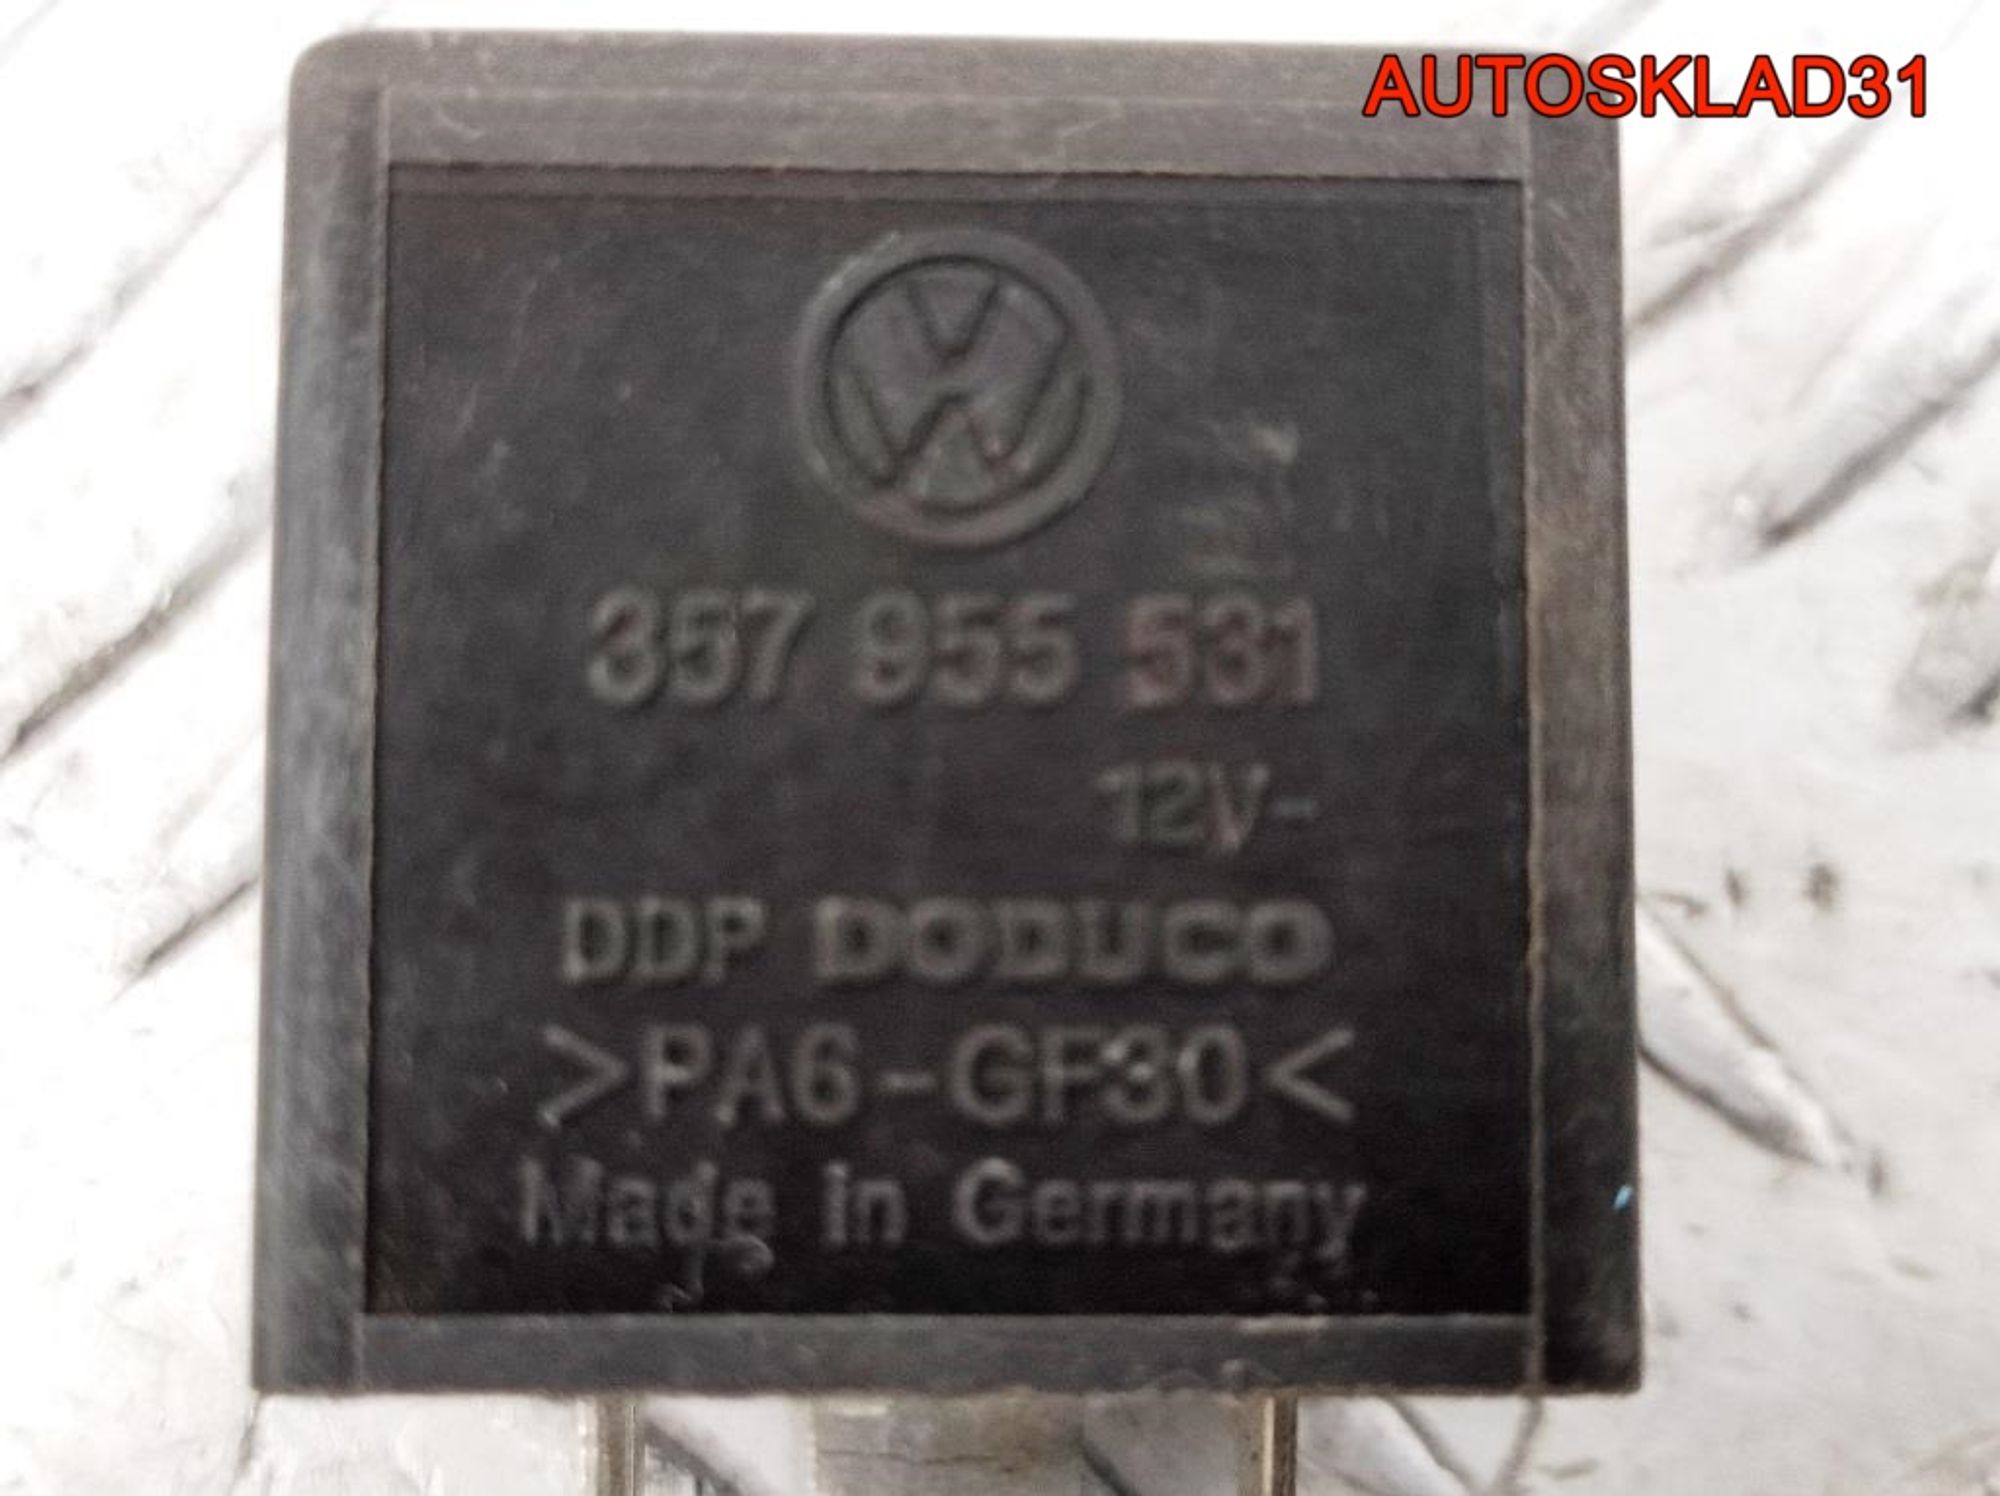 AUTOSKLAD31
357 955 531
12V-
DDP DODUCO
>PA6-GF30<
Made in Germany